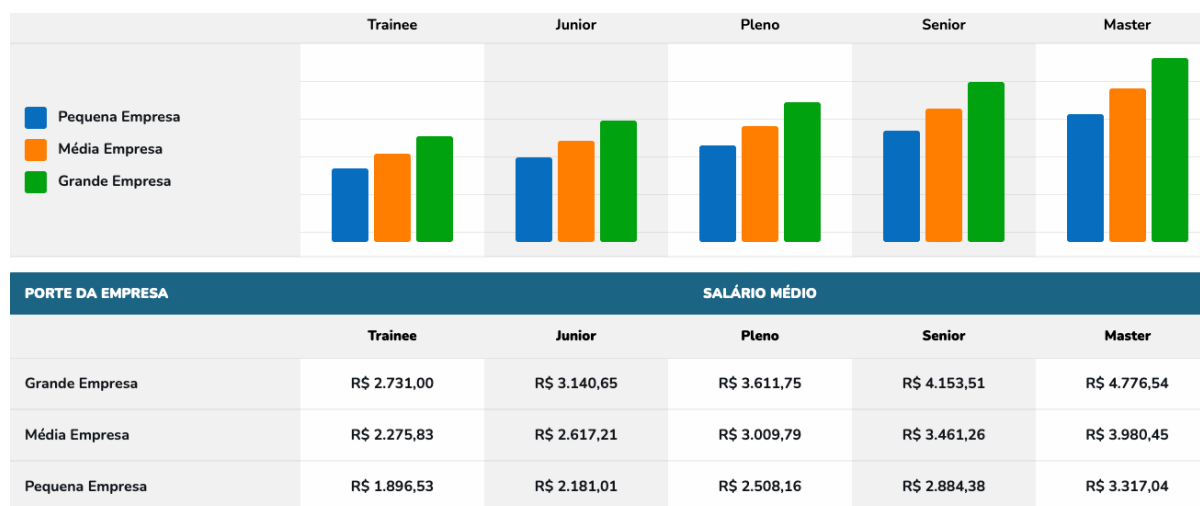 Trainee Junior Pleno Senior Master
Pequena Empresa
Média Empresa
Grande Empresa
PORTE DA EMPRESA SALÁRIO MÉDIO
Trainee Junior Pleno Senior Master
Grande Empresa R$ 2.731,00 R$ 3.140,65 R$ 3.611,75 R$ 4.153,51 R$ 4.776,54
Média Empresa R$ 2.275,83 R$ 2.617,21 R$ 3.009,79 R$ 3.461,26 R$ 3.980,45
Pequena Empresa R$ 1.896,53 R$ 2.181,01 R$ 2.508,16 R$ 2.884,38 R$ 3.317,04